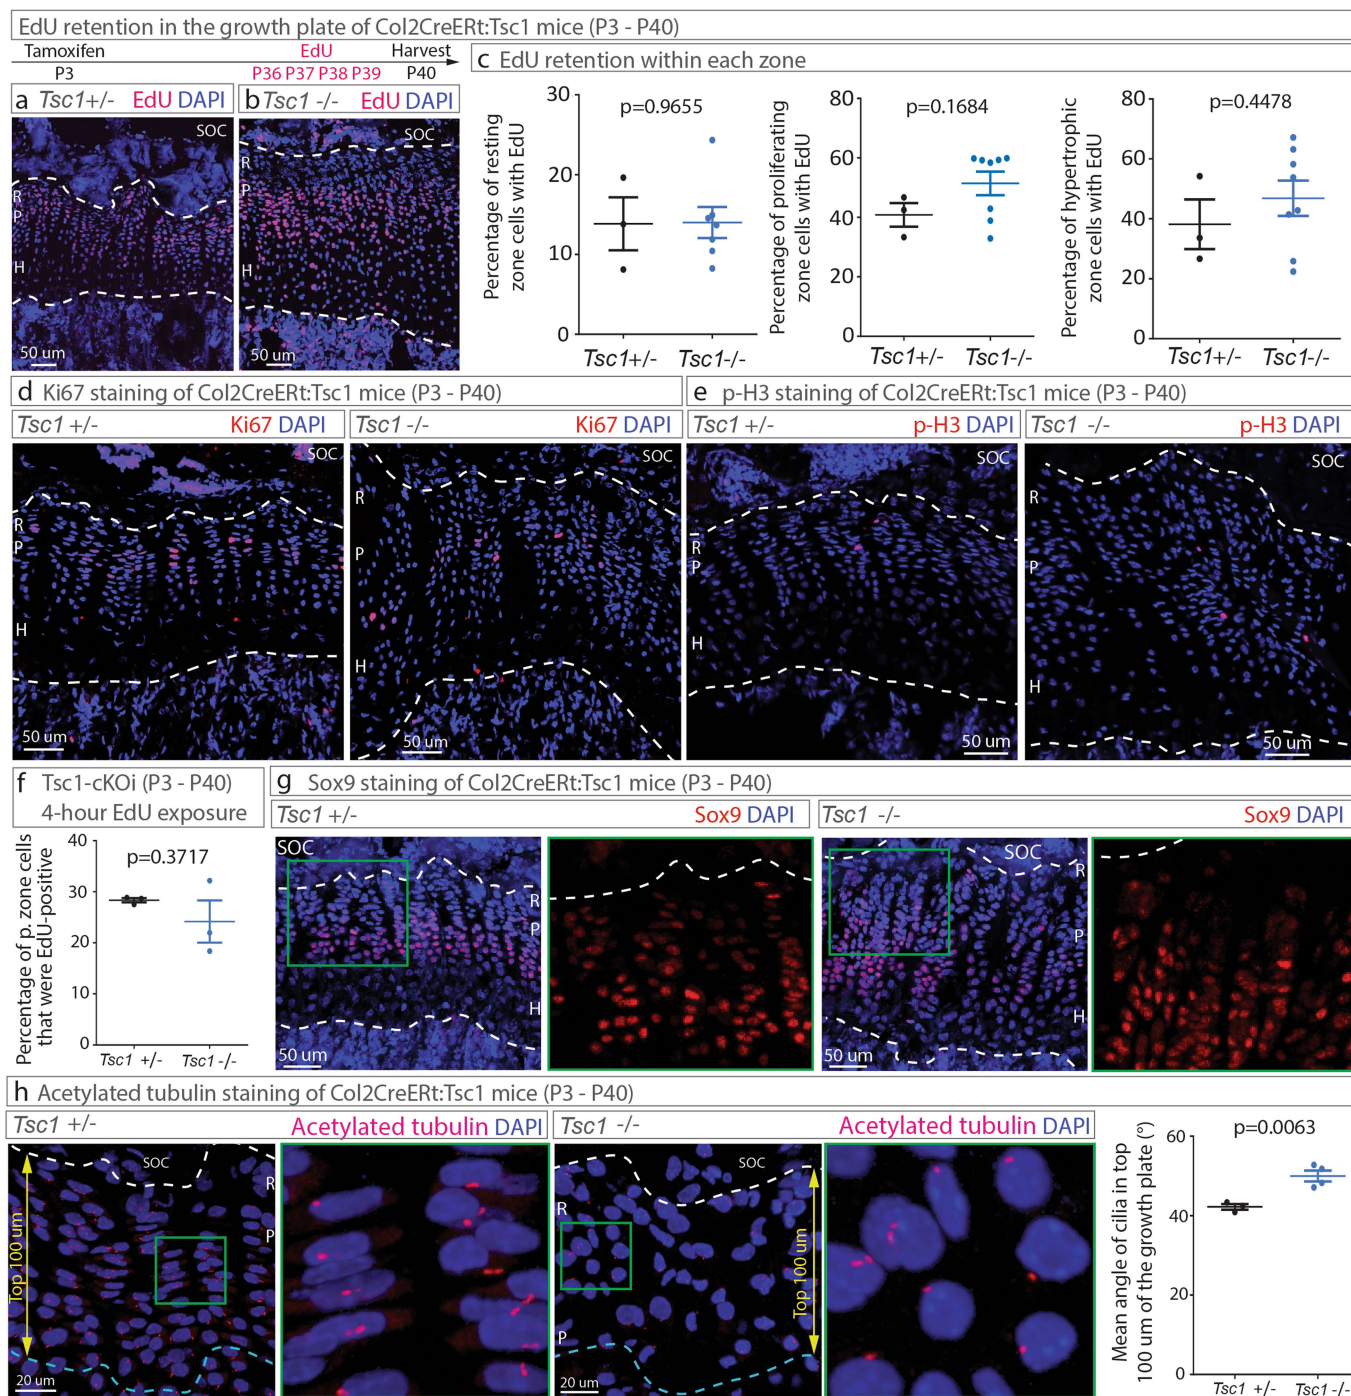 EdU retention in the growth plate of Col2CreERt:Tsc1 mice (P3 - P40)
Tamoxifen EdU Harvest
P3 P36 P37 P38 P39 P40
a Tsc1+/- EdU DAPI
SOC
R
P
H
50 um
b Tsc1 -/- EdU DAPI
SOC
R
P
H
50 um
c EdU retention within each zone
Percentage of resting
zone cells with EdU
30
20
10
0
p=0.9655
Tsc1+/- Tsc1-/-
Percentage of proliferating
zone cells with EdU
80
60
40
20
0
p=0.1684
Tsc1+/- Tsc1-/-
Percentage of hypertrophic
zone cells with EdU
80
60
40
20
0
p=0.4478
Tsc1+/- Tsc1-/-
d Ki67 staining of Col2CreERt:Tsc1 mice (P3 - P40)
Tsc1 +/- Ki67 DAPI
SOC
R
P
H
50 um
Tsc1 -/- Ki67 DAPI
SOC
R
P
H
50 um
e p-H3 staining of Col2CreERt:Tsc1 mice (P3 - P40)
Tsc1 +/- p-H3 DAPI
SOC
R
P
H
50 um
Tsc1 -/- p-H3 DAPI
SOC
R
P
H
50 um
f Tsc1-cKOi (P3 - P40)
4-hour EdU exposure
Percentage of p. zone cells
that were EdU-positive
40
30
20
10
0
p=0.3717
Tsc1 +/- Tsc1 -/-
g Sox9 staining of Col2CreERt:Tsc1 mice (P3 - P40)
Tsc1 +/- Sox9 DAPI
SOC
R
P
H
50 um
Tsc1 -/- Sox9 DAPI
SOC
R
P
H
50 um
h Acetylated tubulin staining of Col2CreERt:Tsc1 mice (P3 - P40)
Tsc1 +/- Acetylated tubulin DAPI
SOC
R
P
Top 100 um
20 um
Tsc1 -/- Acetylated tubulin DAPI
SOC
R
P
Top 100 um
20 um
Mean angle of cilia in top
100 um of the growth plate (°)
60
40
20
0
p=0.0063
Tsc1 +/- Tsc1 -/-